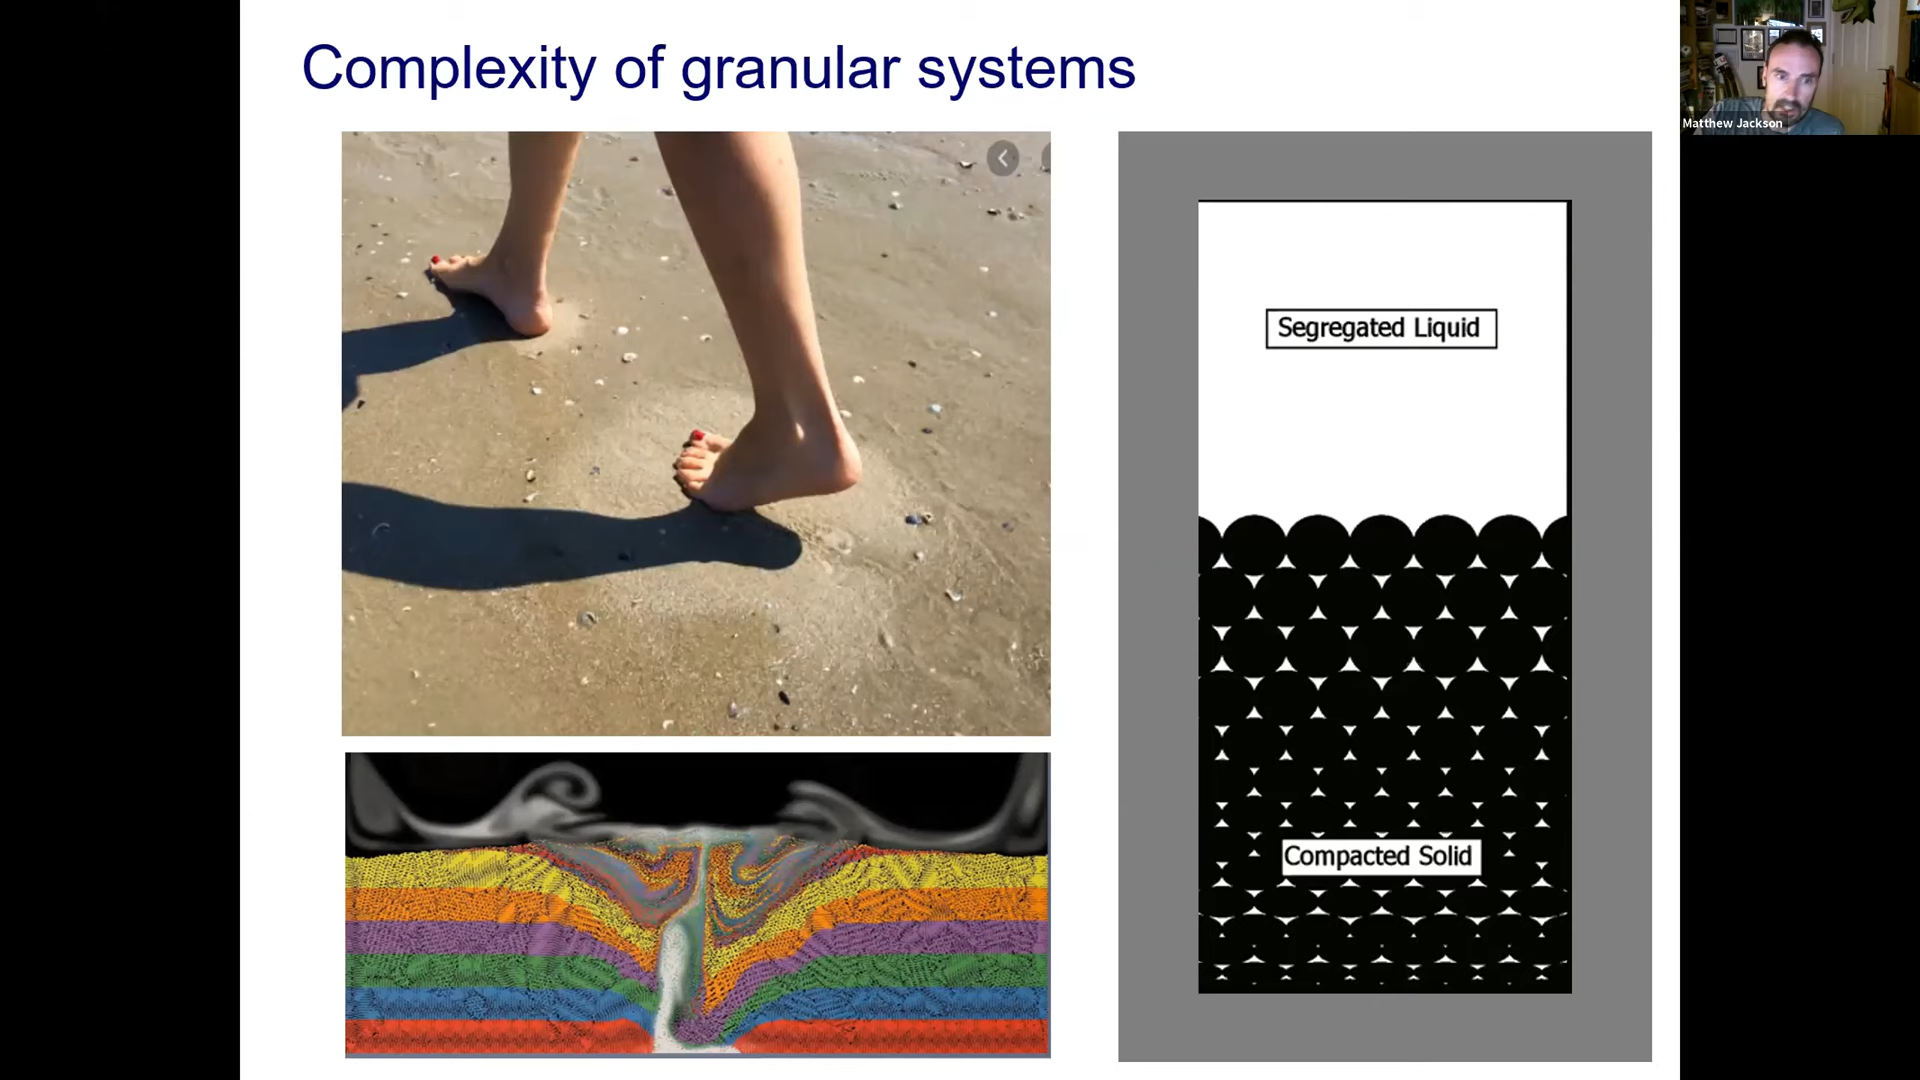 Complexity of granular systems
Matthew Jackson
Segregated Liquid
Compacted Solid